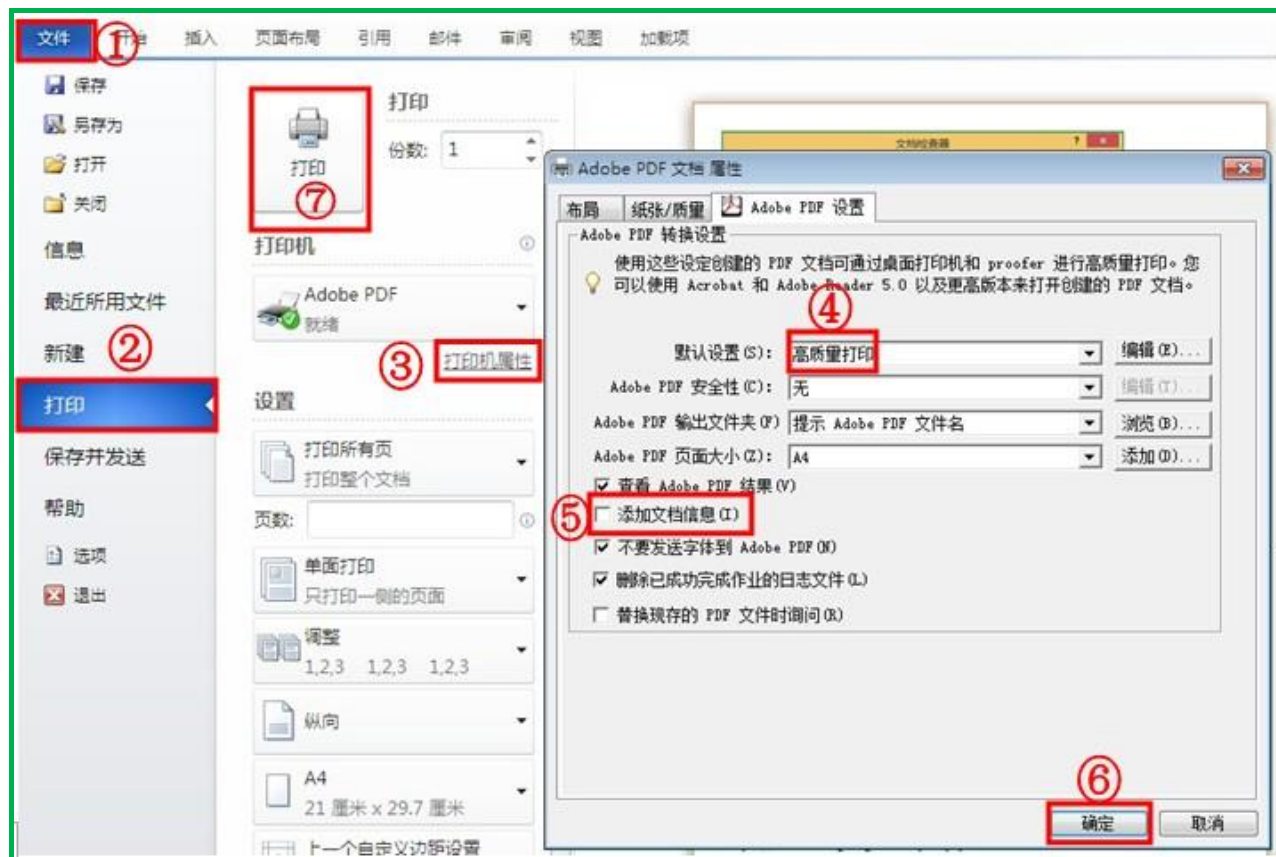 文件 ① 开始 插入 页面布局 引用 邮件 审阅 视图 加载项
保存
另存为
打开
关闭
信息
最近所用文件
新建 ②
打印
保存并发送
帮助
选项
退出
打印
⑦
打印
份数: 1
打印机
Adobe PDF
就绪
③ 打印机属性
设置
打印所有页
打印整个文档
页数:
单面打印
只打印一侧的页面
调整
1,2,3 1,2,3 1,2,3
纵向
A4
21 厘米 x 29.7 厘米
上一个自定义边距设置
文档检查器 ?
Adobe PDF 文档 属性
布局 纸张/质量 Adobe PDF 设置
Adobe PDF 转换设置
使用这些设定创建的 PDF 文档可通过桌面打印机和 proofer 进行高质量打印。您
可以使用 Acrobat 和 Adobe Reader 5.0 以及更高版本来打开创建的 PDF 文档。
④
默认设置(S): 高质量打印 编辑(E)...
Adobe PDF 安全性(C): 无 编辑(T)...
Adobe PDF 输出文件夹(F) 提示 Adobe PDF 文件名 浏览(B)...
Adobe PDF 页面大小(Z): A4 添加(D)...
查看 Adobe PDF 结果(V)
⑤ 添加文档信息(I)
不要发送字体到 Adobe PDF(N)
删除已成功完成作业的日志文件(L)
替换现存的 PDF 文件时询问(R)
⑥
确定 取消